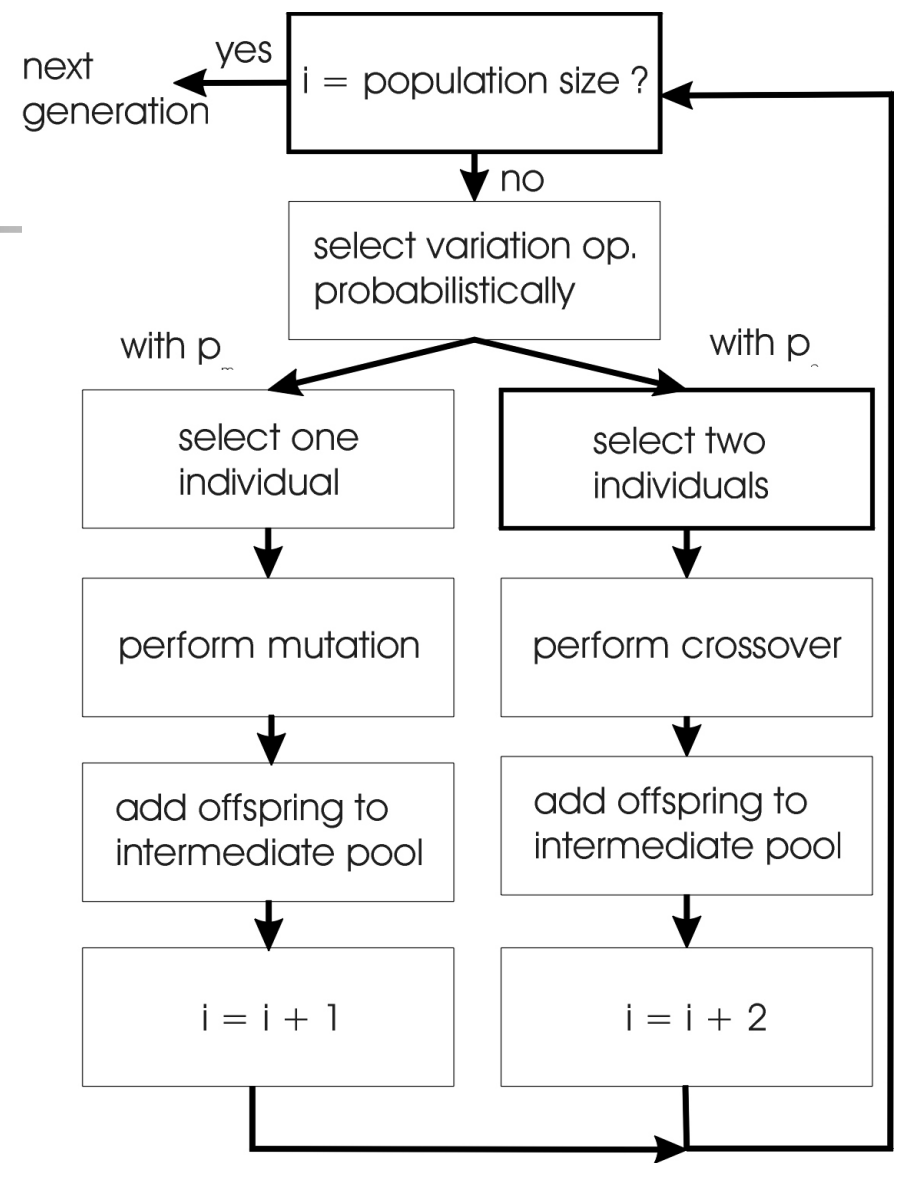 yes
next
generation
i = population size ?
no
select variation op.
probabilistically
with pₘ
with p
select one
individual
select two
individuals
perform mutation
perform crossover
add offspring to
intermediate pool
add offspring to
intermediate pool
i = i + 1
i = i + 2